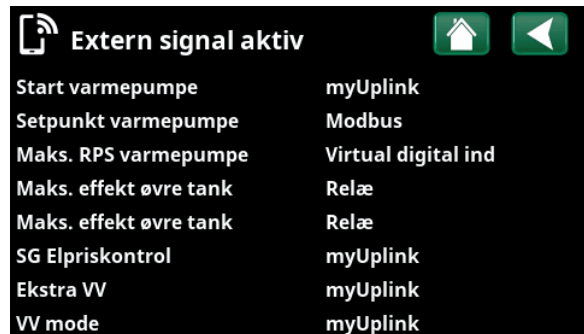 Extern signal aktiv
Start varmepumpe myUplink
Setpunkt varmepumpe Modbus
Maks. RPS varmepumpe Virtual digital ind
Maks. effekt øvre tank Relæ
Maks. effekt øvre tank Relæ
SG Elpriskontrol myUplink
Ekstra VV myUplink
VV mode myUplink